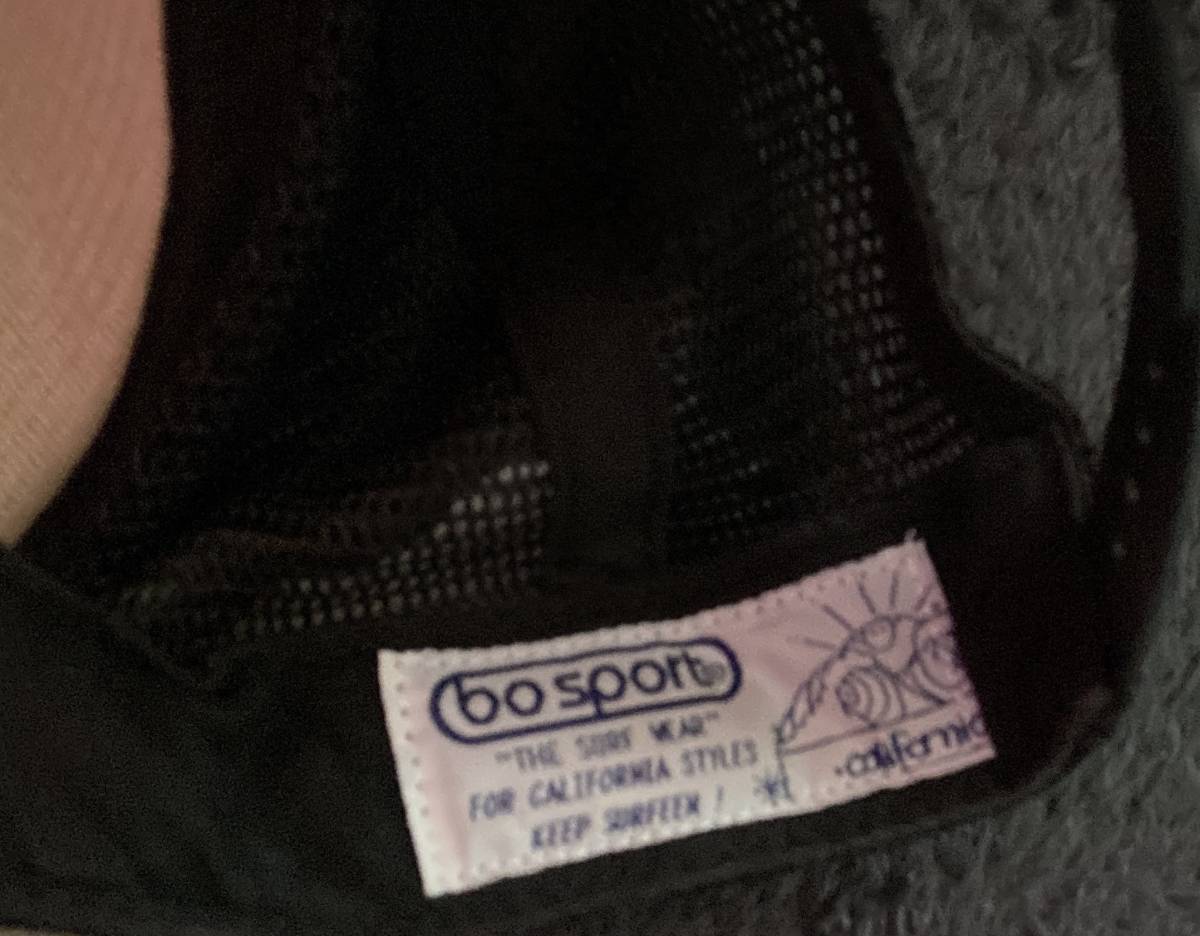 bo sport®
"THE SURF WEAR"
FOR CALIFORNIA STYLES
KEEP SURFEEN !
·california